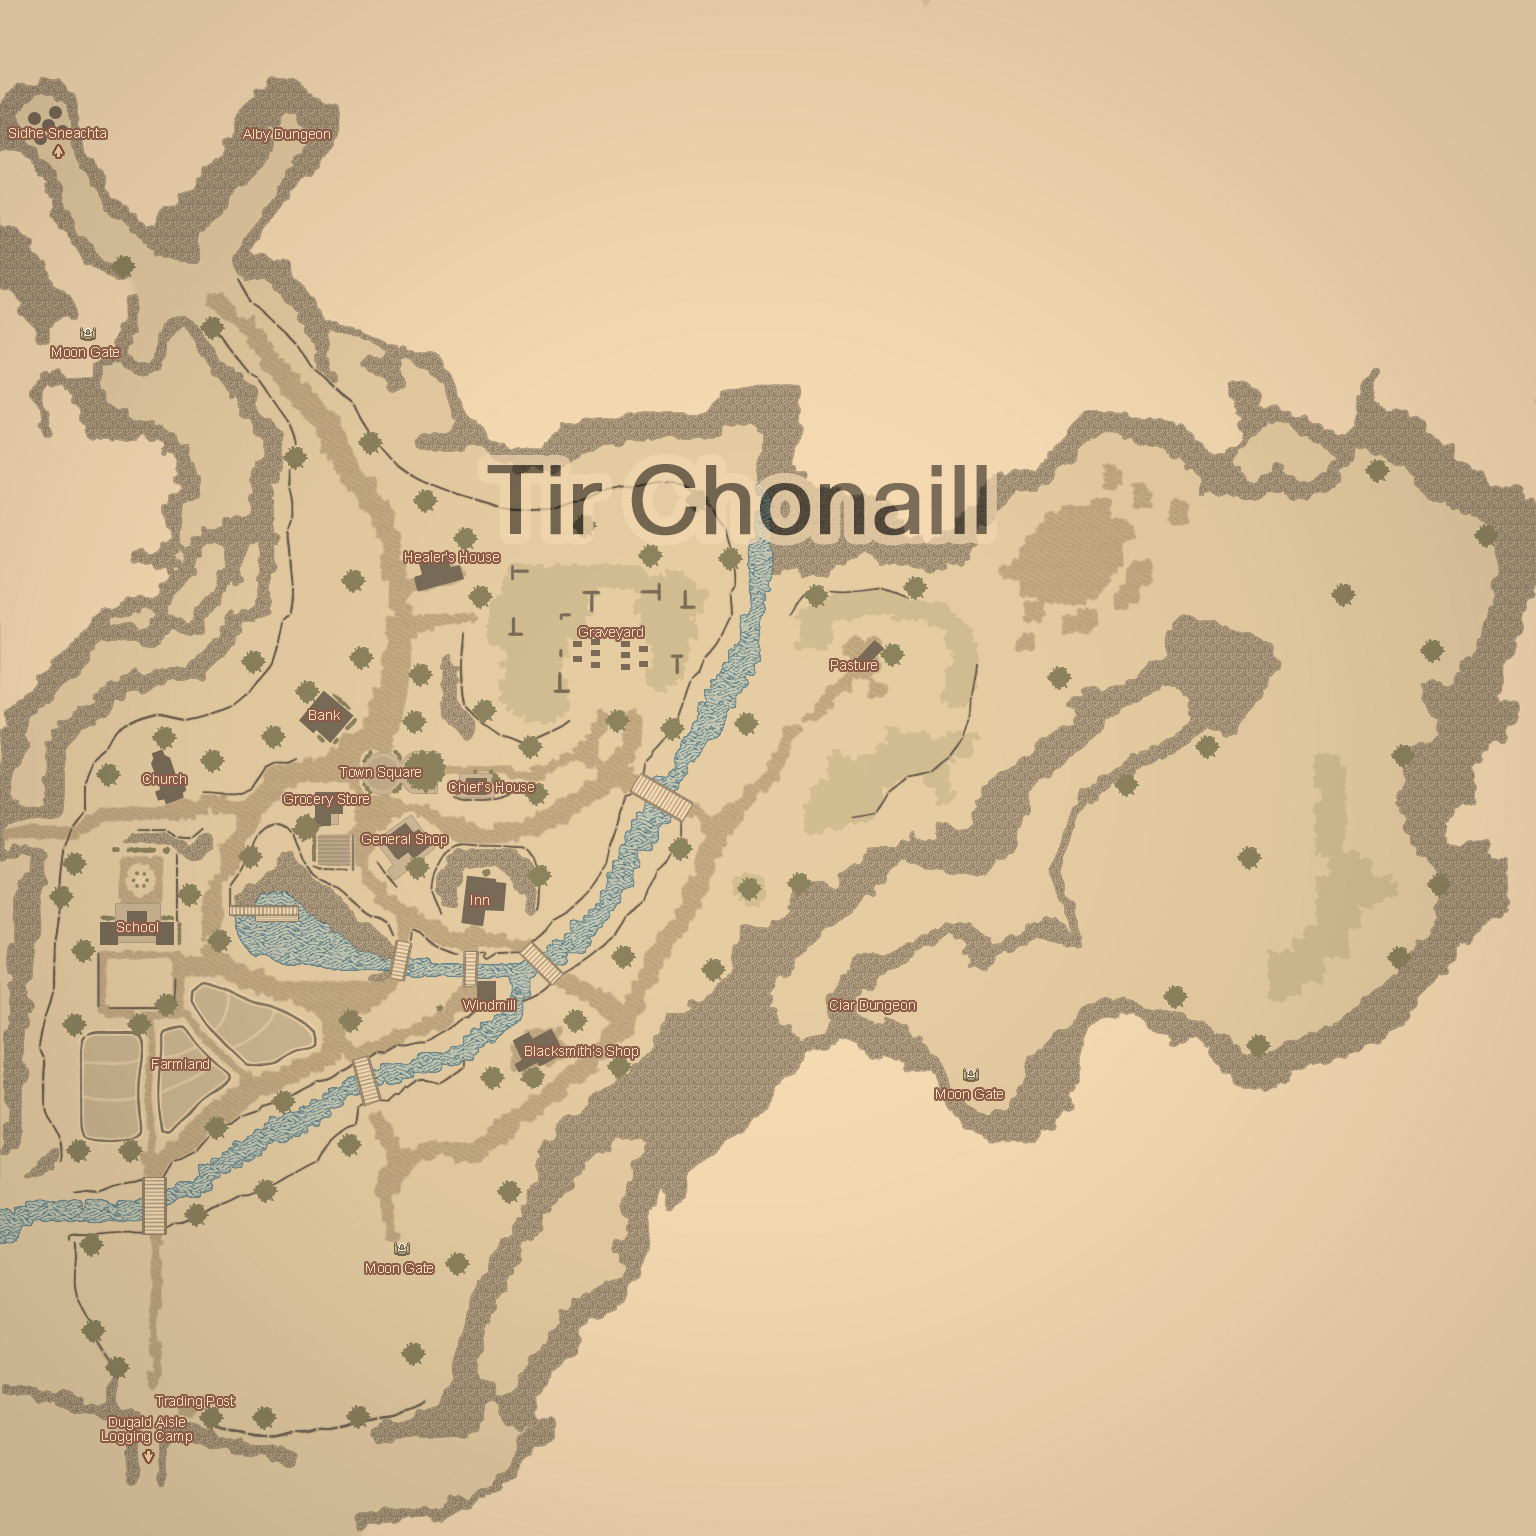 Sidhe Sneachta
Alby Dungeon
Moon Gate
Tir Chonaill
Healer's House
Graveyard
Pasture
Bank
Town Square
Church
Chief's House
Grocery Store
General Shop
Inn
School
Windmill
Ciar Dungeon
Blacksmith's Shop
Farmland
Moon Gate
Moon Gate
Trading Post
Dugald Aisle
Logging Camp